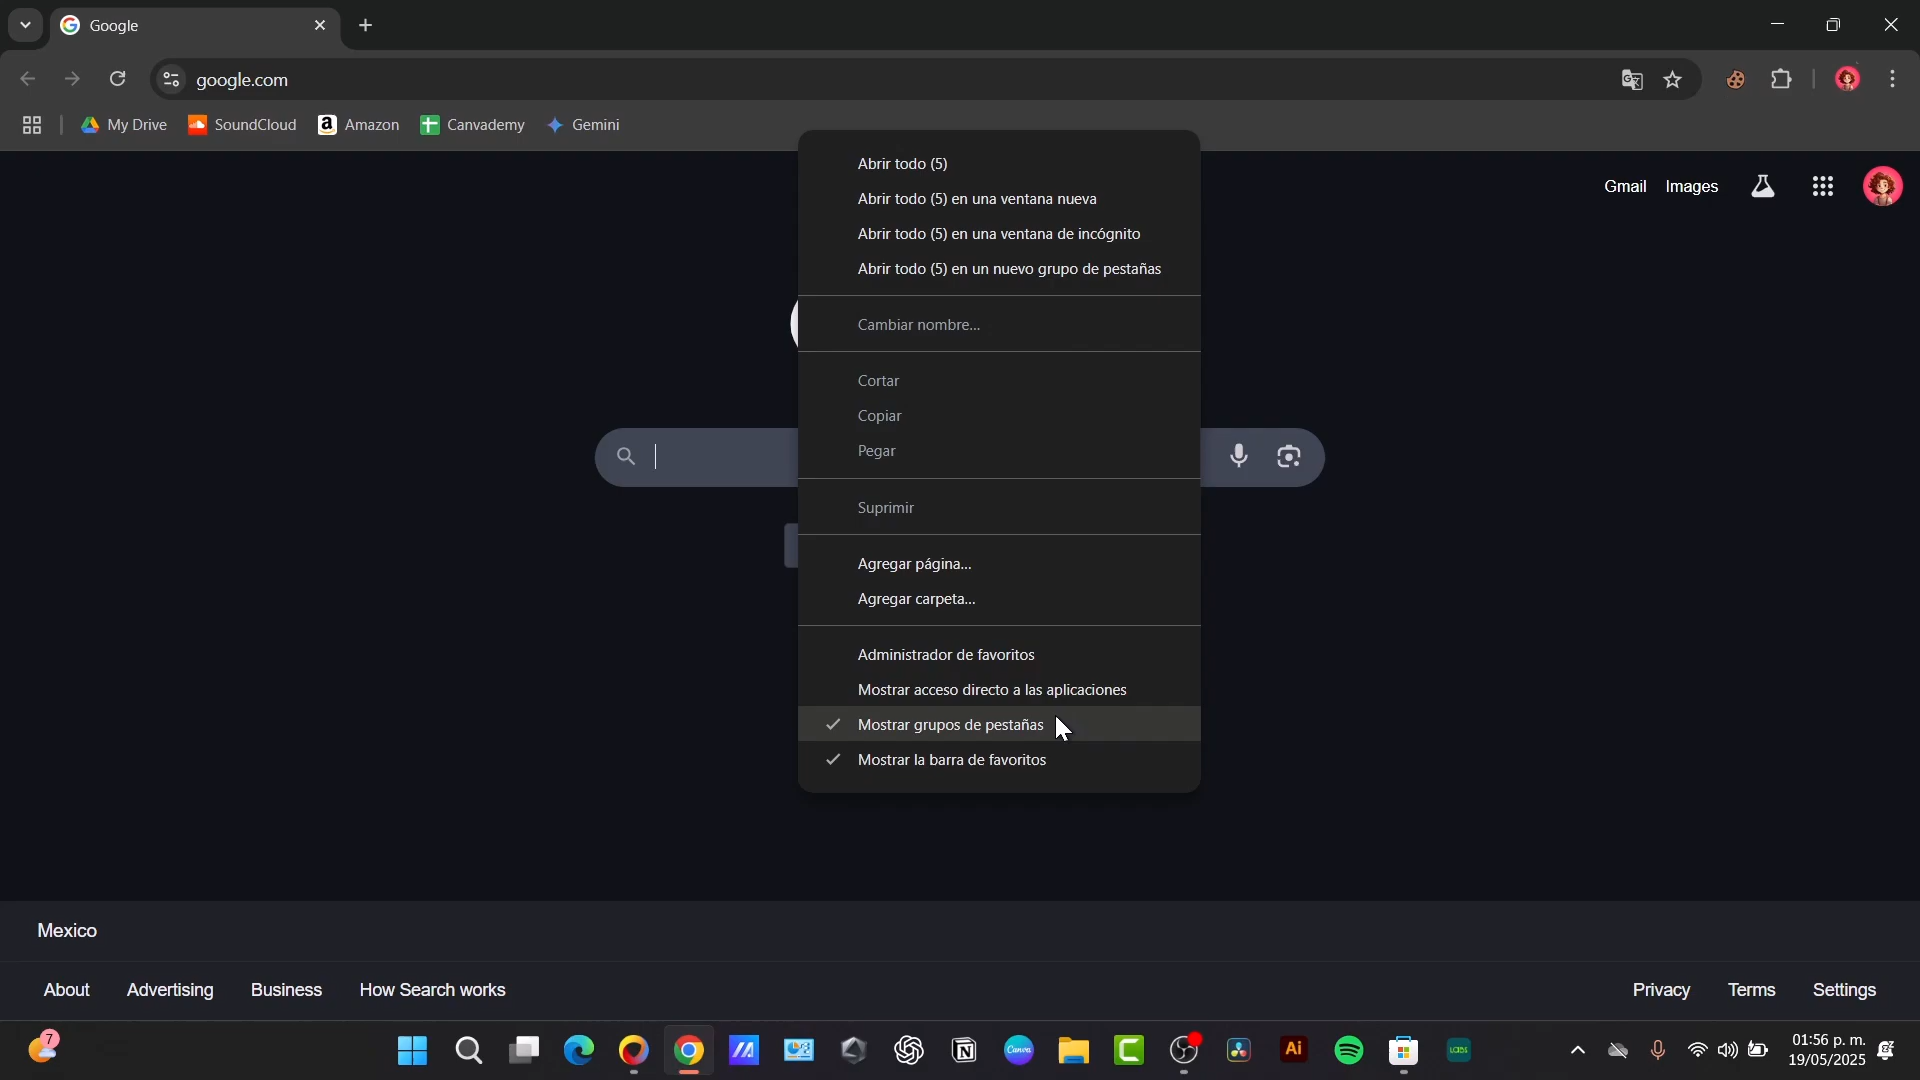 Google
google.com
My Drive
SoundCloud
Amazon
Canvademy
Gemini
Gmail
Images
Abrir todo (5)
Abrir todo (5) en una ventana nueva
Abrir todo (5) en una ventana de incógnito
Abrir todo (5) en un nuevo grupo de pestañas
Cambiar nombre...
Cortar
Copiar
Pegar
Suprimir
Agregar página...
Agregar carpeta...
Administrador de favoritos
Mostrar acceso directo a las aplicaciones
Mostrar grupos de pestañas
Mostrar la barra de favoritos
Mexico
About
Advertising
Business
How Search works
Privacy
Terms
Settings
7
Canva
Ai
LABS
01:56 p. m.
19/05/2025